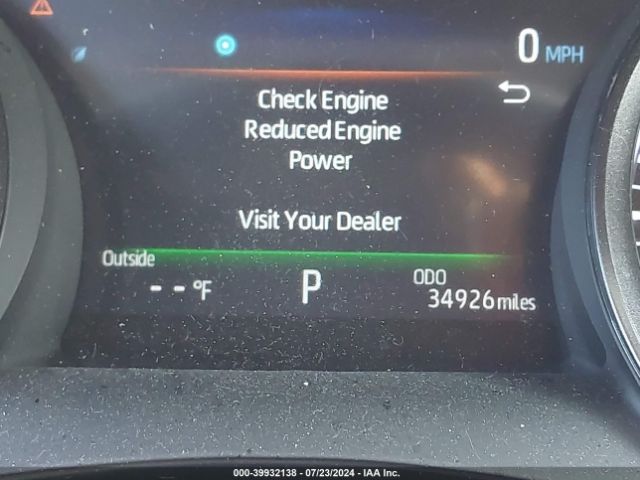 0 MPH
Check Engine
Reduced Engine
Power
Visit Your Dealer
Outside
ODO
- - °F
P
34926 miles
000-39932138 - 07/23/2024 - IAA Inc.